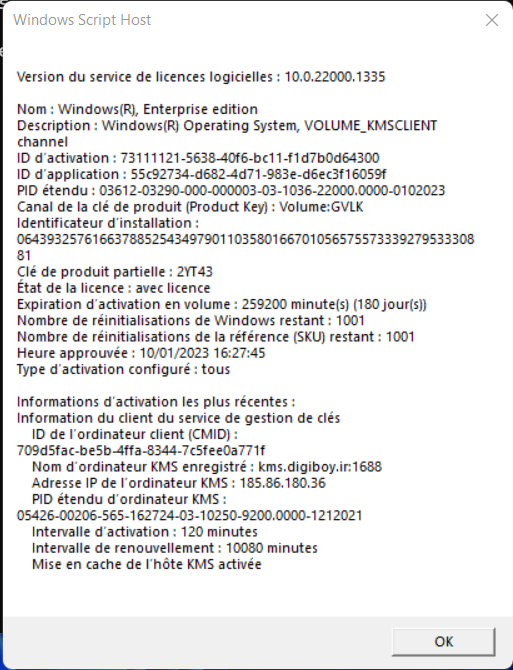 Windows Script Host
Version du service de licences logicielles : 10.0.22000.1335
Nom : Windows(R), Enterprise edition
Description : Windows(R) Operating System, VOLUME_KMSCLIENT
channel
ID d'activation : 73111121-5638-40f6-bc11-f1d7b0d64300
ID d'application : 55c92734-d682-4d71-983e-d6ec3f16059f
PID étendu : 03612-03290-000-000003-03-1036-22000.0000-0102023
Canal de la clé de produit (Product Key) : Volume:GVLK
Identificateur d'installation :
0643932576166378852543497901103580166701056575573339279533308
81
Clé de produit partielle : 2YT43
État de la licence : avec licence
Expiration d'activation en volume : 259200 minute(s) (180 jour(s))
Nombre de réinitialisations de Windows restant : 1001
Nombre de réinitialisations de la référence (SKU) restant : 1001
Heure approuvée : 10/01/2023 16:27:45
Type d'activation configuré : tous
Informations d'activation les plus récentes :
Information du client du service de gestion de clés
ID de l'ordinateur client (CMID) :
709d5fac-be5b-4ffa-8344-7c5fee0a771f
Nom d'ordinateur KMS enregistré : kms.digiboy.ir:1688
Adresse IP de l'ordinateur KMS : 185.86.180.36
PID étendu d'ordinateur KMS :
05426-00206-565-162724-03-10250-9200.0000-1212021
Intervalle d'activation : 120 minutes
Intervalle de renouvellement : 10080 minutes
Mise en cache de l'hôte KMS activée
OK